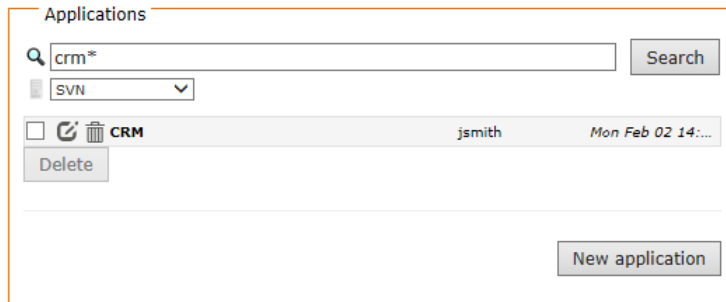 Applications
crm*
Search
SVN
CRM jsmith Mon Feb 02 14:...
Delete
New application